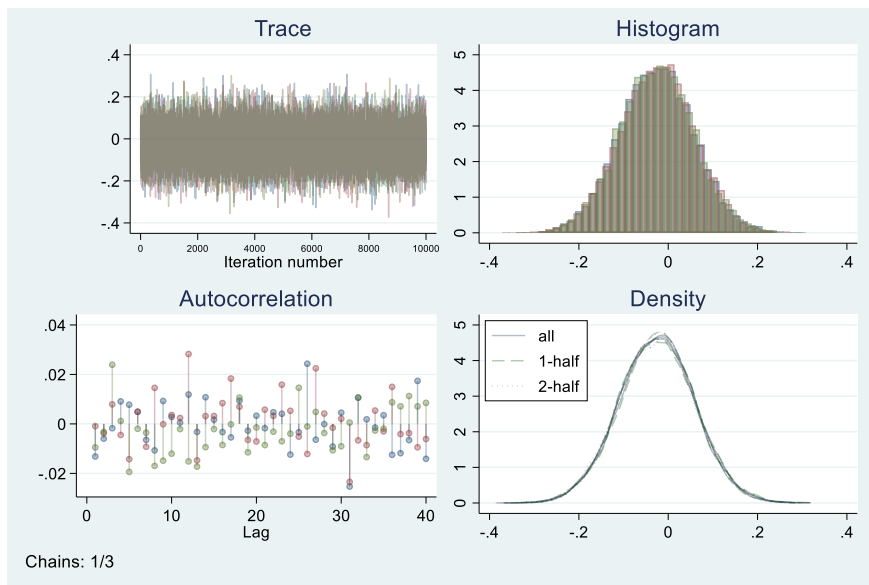 Trace
.4
.2
0
-.2
-.4
0 2000 4000 6000 8000 10000
Iteration number
Histogram
5
4
3
2
1
0
-.4 -.2 0 .2 .4
Autocorrelation
.04
.02
0
-.02
0 10 20 30 40
Lag
Density
5
4
3
2
1
0
all
1-half
2-half
-.4 -.2 0 .2 .4
Chains: 1/3